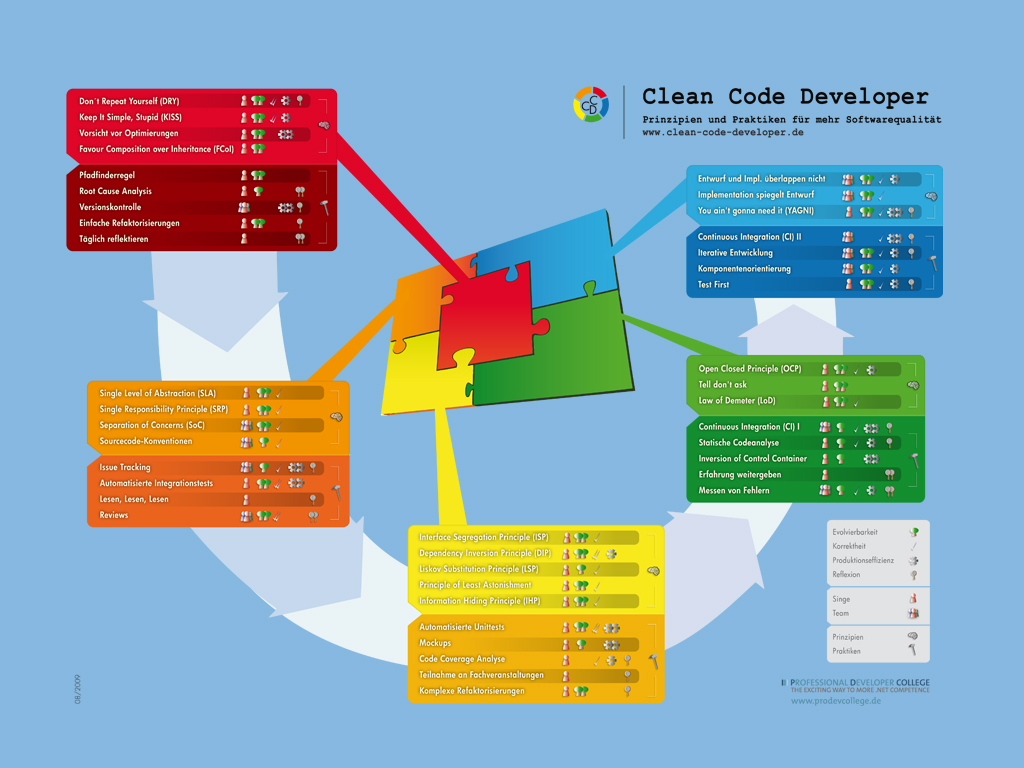 Clean Code Developer
Prinzipien und Praktiken für mehr Softwarequalität
www.clean-code-developer.de
CCD
Don't Repeat Yourself (DRY)
Keep It Simple, Stupid (KISS)
Vorsicht vor Optimierungen
Favour Composition over Inheritance (FCoI)
Pfadfinderregel
Root Cause Analysis
Versionskontrolle
Einfache Refaktorisierungen
Täglich reflektieren
Single Level of Abstraction (SLA)
Single Responsibility Principle (SRP)
Separation of Concerns (SoC)
Sourcecode-Konventionen
Issue Tracking
Automatisierte Integrationstests
Lesen, Lesen, Lesen
Reviews
Interface Segregation Principle (ISP)
Dependency Inversion Principle (DIP)
Liskov Substitution Principle (LSP)
Principle of Least Astonishment
Information Hiding Principle (IHP)
Automatisierte Unittests
Mockups
Code Coverage Analyse
Teilnahme an Fachveranstaltungen
Komplexe Refaktorisierungen
Open Closed Principle (OCP)
Tell don't ask
Law of Demeter (LoD)
Continuous Integration (CI) I
Statische Codeanalyse
Inversion of Control Container
Erfahrung weitergeben
Messen von Fehlern
Entwurf und Impl. überlappen nicht
Implementation spiegelt Entwurf
You ain't gonna need it (YAGNI)
Continuous Integration (CI) II
Iterative Entwicklung
Komponentenorientierung
Test First
Evolvierbarkeit
Korrektheit
Produktionseffizienz
Reflexion
Singe
Team
Prinzipien
Praktiken
PROFESSIONAL DEVELOPER COLLEGE
THE EXCITING WAY TO MORE .NET COMPETENCE
www.prodevcollege.de
08/2009